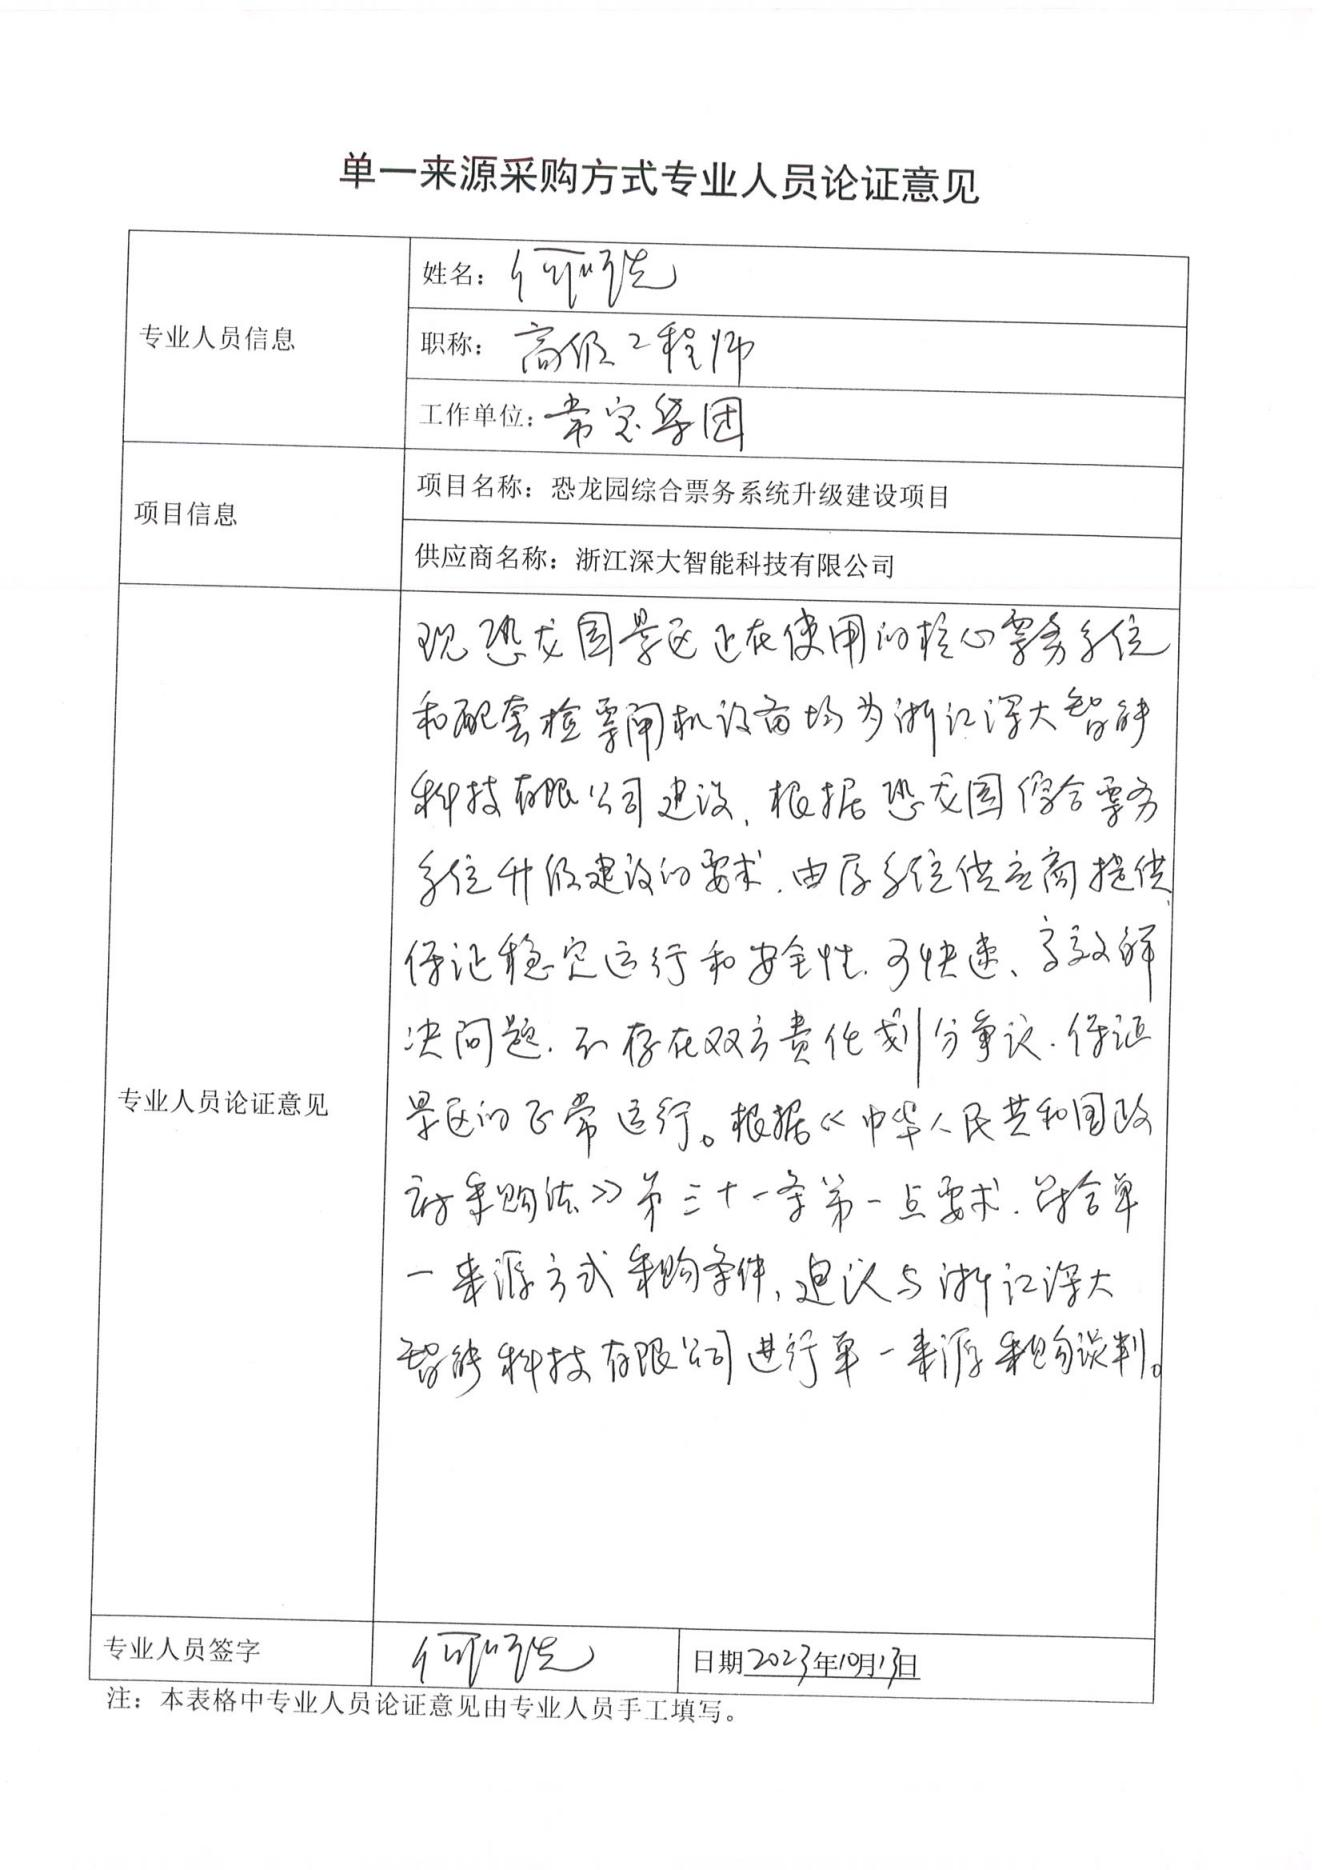 单一来源采购方式专业人员论证意见
专业人员信息
姓名：何
职称：高级工程师
工作单位：常宝集团
项目信息
项目名称：恐龙园综合票务系统升级建设项目
供应商名称：浙江深大智能科技有限公司
专业人员论证意见
现恐龙园景区正在使用的核心票务系统
和配套检票闸机设备均为浙江深大智能
科技有限公司建设，根据恐龙园综合票务
系统升级建设的要求，由原系统供应商提供，
保证稳定运行和安全性，可快速、高效解
决问题，不存在双方责任划分争议，保证
景区的正常运行。根据《中华人民共和国政
府采购法》第三十一条第一点要求，符合单
一来源方式采购条件，建议与浙江深大
智能科技有限公司进行单一来源采购谈判。
专业人员签字
何
日期2023年10月13日
注：本表格中专业人员论证意见由专业人员手工填写。